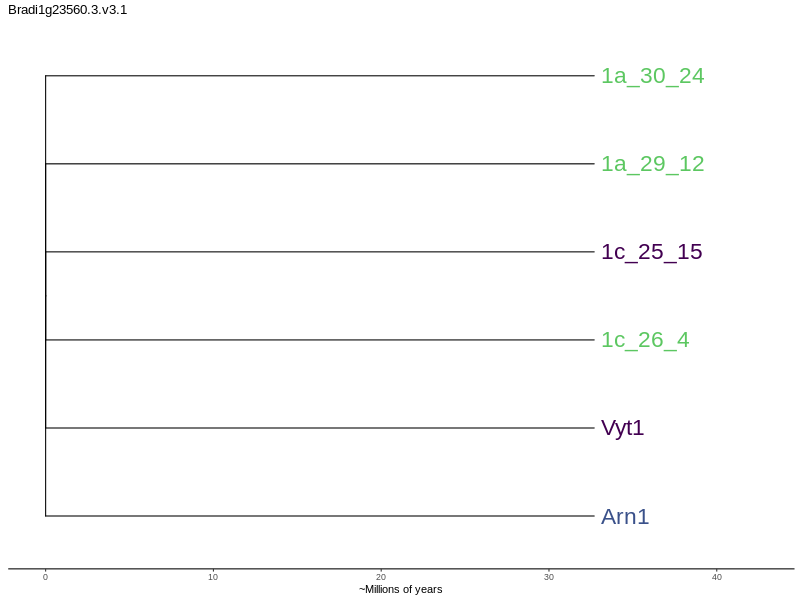 Bradi1g23560.3.v3.1
1a_30_24
1a_29_12
1c_25_15
1c_26_4
Vyt1
Arn1
0 10 20 30 40
~Millions of years